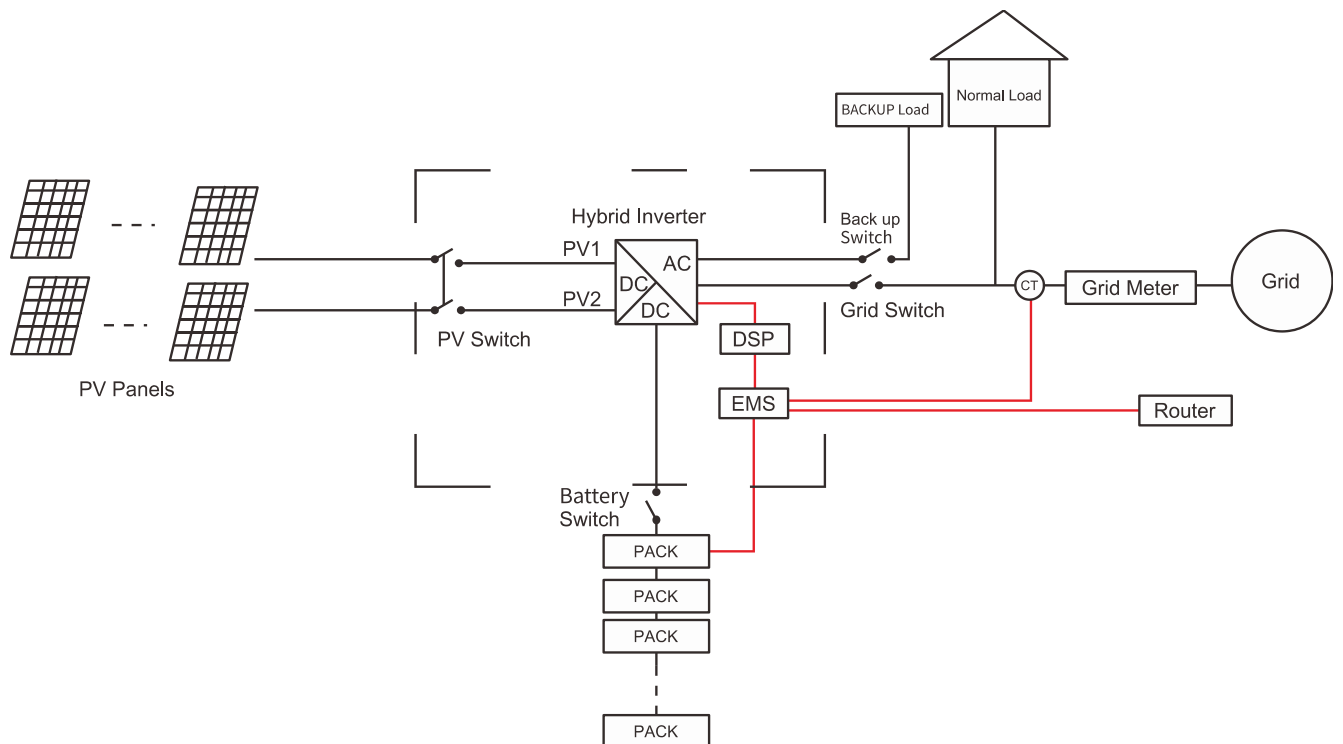 Normal Load
BACKUP Load
Hybrid Inverter
Back up
Switch
PV1
AC
DC
DC
PV2
Grid Switch
CT
Grid Meter
Grid
PV Switch
DSP
PV Panels
EMS
Router
Battery
Switch
PACK
PACK
PACK
PACK